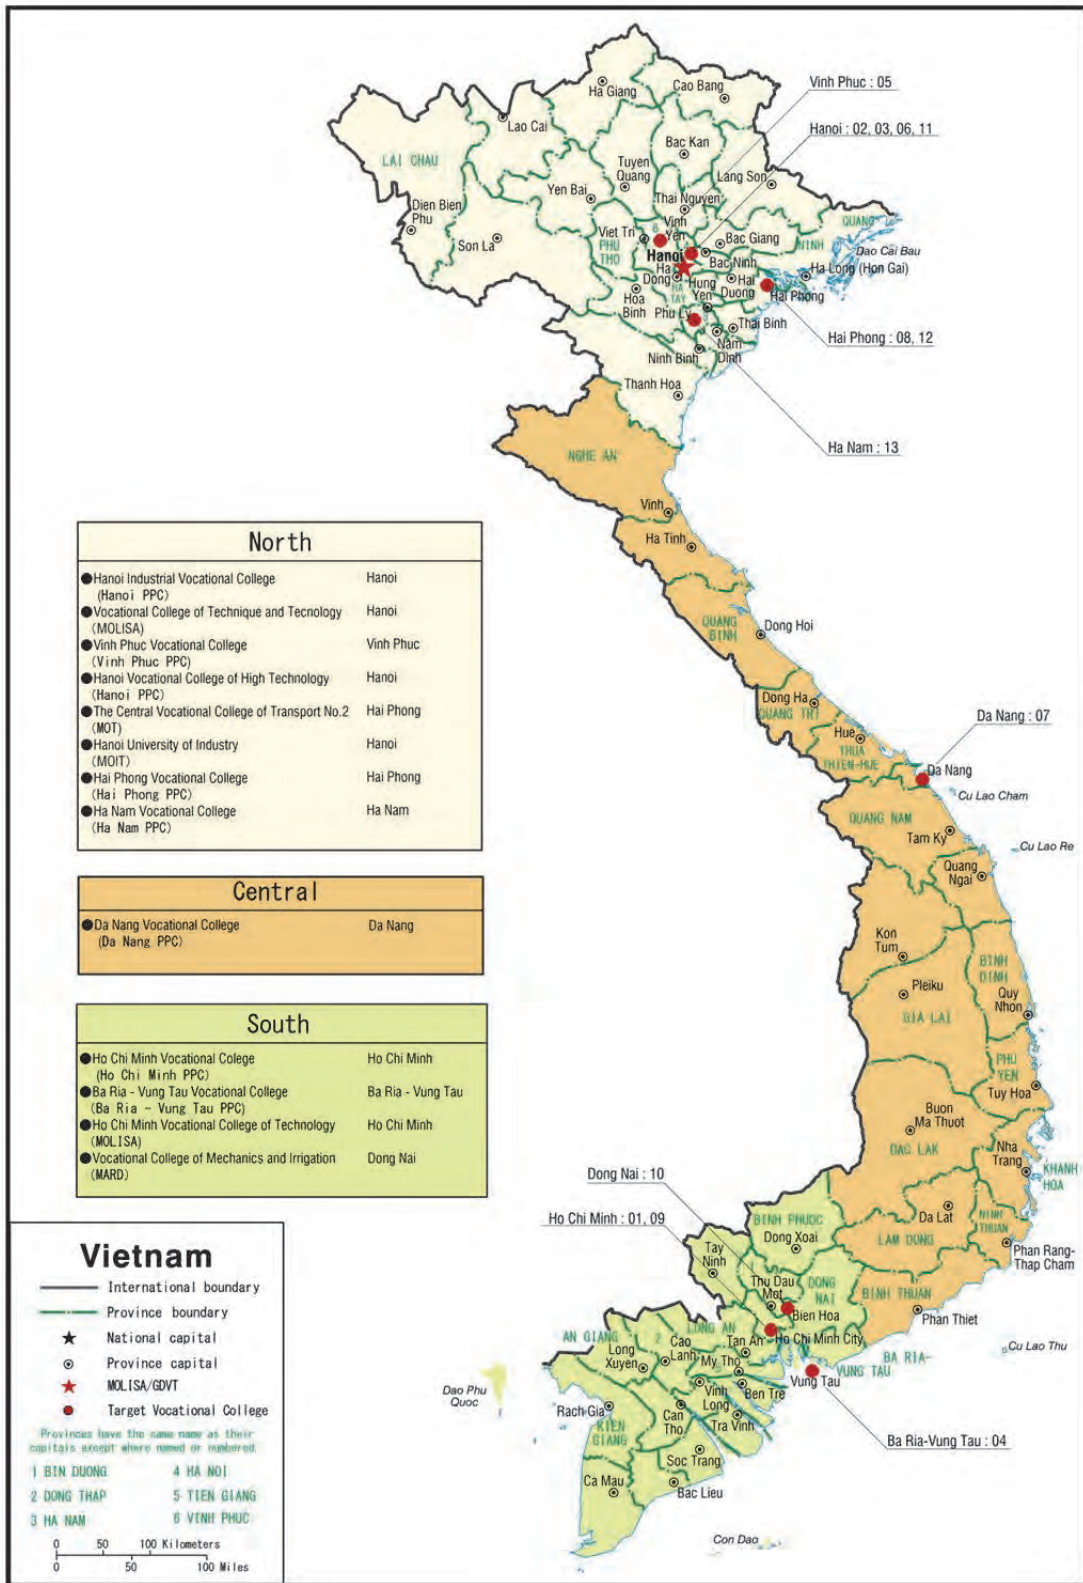 Vinh Phuc : 05
Hanoi : 02, 03, 06, 11
Ha Giang
Cao Bang
Lao Cai
Bac Kan
LAI CHAU
Tuyen
Quang
Lang Son
Yen Bai
Thai Nguyen
Dien Bien
Phu
QUANG
NINH
Son La
Viet Tri
6
Vinh
Yen
Bac Giang
Dao Cai Bau
PHU
THO
Hanoi
Bac Ninh
Ha Long (Hon Gai)
Ha
Dong
HA
TAY
Hung
Yen
Hai
Duong
Hai Phong
Hoa
Binh
Phu Ly
Thai Binh
Nam
Dinh
Hai Phong : 08, 12
Ninh Binh
Thanh Hoa
Ha Nam : 13
NGHE AN
Vinh
Ha Tinh
QUANG
BINH
Dong Hoi
Dong Ha
QUANG TRI
Hue
THUA
THIEN-HUE
Da Nang : 07
Da Nang
Cu Lao Cham
QUANG NAM
Tam Ky
Cu Lao Re
Quang
Ngai
Kon
Tum
BINH
DINH
Pleiku
Quy
Nhon
GIA LAI
PHU
YEN
Tuy Hoa
Buon
Ma Thuot
DAC LAK
Nha
Trang
KHANH
HOA
Dong Nai : 10
Ho Chi Minh : 01, 09
BINH PHUOC
Dong Xoai
Da Lat
NINH
THUAN
LAM DONG
Phan Rang-
Thap Cham
Tay
Ninh
Thu Dau
Mot
DONG
NAI
BINH THUAN
Bien Hoa
Phan Thiet
AN GIANG
2
LONG AN
Tan An
Ho Chi Minh City
Cu Lao Thu
Long
Xuyen
Cao
Lanh
My Tho
BA RIA-
VUNG TAU
Vung Tau
Dao Phu
Quoc
Rach Gia
Vinh
Long
Ben Tre
KIEN
GIANG
Can
Tho
Tra Vinh
Ba Ria-Vung Tau : 04
Soc Trang
Ca Mau
Bac Lieu
Con Dao
North
Hanoi Industrial Vocational College Hanoi
(Hanoi PPC)
Vocational College of Technique and Tecnology Hanoi
(MOLISA)
Vinh Phuc Vocational College Vinh Phuc
(Vinh Phuc PPC)
Hanoi Vocational College of High Technology Hanoi
(Hanoi PPC)
The Central Vocational College of Transport No.2 Hai Phong
(MOT)
Hanoi University of Industry Hanoi
(MOIT)
Hai Phong Vocational College Hai Phong
(Hai Phong PPC)
Ha Nam Vocational College Ha Nam
(Ha Nam PPC)
Central
Da Nang Vocational College Da Nang
(Da Nang PPC)
South
Ho Chi Minh Vocational Colege Ho Chi Minh
(Ho Chi Minh PPC)
Ba Ria - Vung Tau Vocational College Ba Ria - Vung Tau
(Ba Ria - Vung Tau PPC)
Ho Chi Minh Vocational College of Technology Ho Chi Minh
(MOLISA)
Vocational College of Mechanics and Irrigation Dong Nai
(MARD)
Vietnam
International boundary
Province boundary
National capital
Province capital
MOLISA/GDVT
Target Vocational College
Provinces have the same name as their
capitals except where named or numbered.
1 BIN DUONG 4 HA NOI
2 DONG THAP 5 TIEN GIANG
3 HA NAM 6 VINH PHUC
0 50 100 Kilometers
0 50 100 Miles